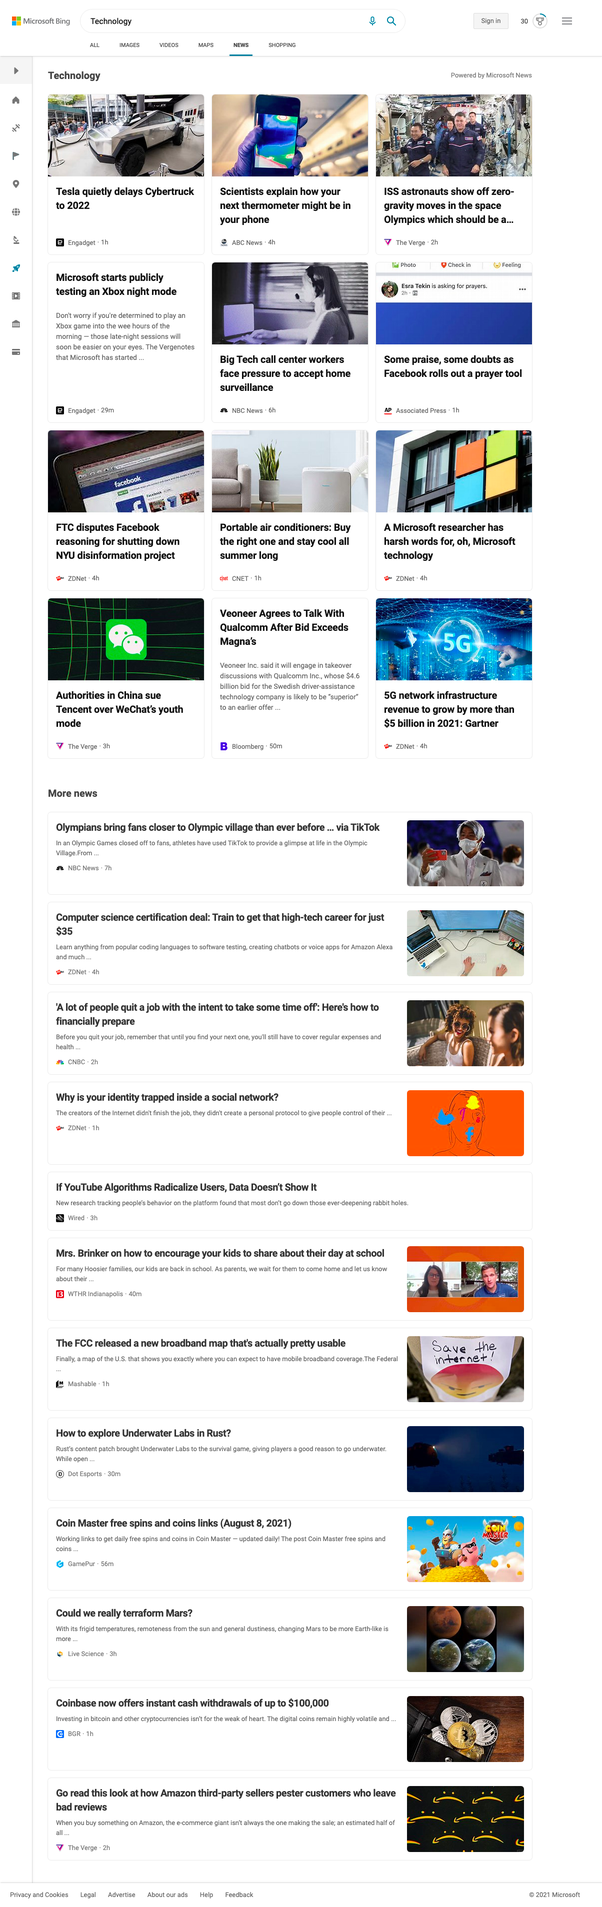 Microsoft Bing
Technology
Sign in
30
ALL
IMAGES
VIDEOS
MAPS
NEWS
SHOPPING
Technology
Powered by Microsoft News
Tesla quietly delays Cybertruck
to 2022
Engadget · 1h
Scientists explain how your
next thermometer might be in
your phone
ABC News · 4h
ISS astronauts show off zero-
gravity moves in the space
Olympics which should be a...
The Verge · 2h
Microsoft starts publicly
testing an Xbox night mode
Don't worry if you're determined to play an
Xbox game into the wee hours of the
morning — those late-night sessions will
soon be easier on your eyes. The Vergenotes
that Microsoft has started ...
Engadget · 29m
Big Tech call center workers
face pressure to accept home
surveillance
NBC News · 6h
Photo
Check in
Feeling
Esra Tekin is asking for prayers.
2h
Some praise, some doubts as
Facebook rolls out a prayer tool
AP
Associated Press · 1h
facebook
facebook
FTC disputes Facebook
reasoning for shutting down
NYU disinformation project
ZDNet · 4h
Portable air conditioners: Buy
the right one and stay cool all
summer long
CNET · 1h
A Microsoft researcher has
harsh words for, oh, Microsoft
technology
ZDNet · 4h
Authorities in China sue
Tencent over WeChat's youth
mode
The Verge · 3h
Veoneer Agrees to Talk With
Qualcomm After Bid Exceeds
Magna's
Veoneer Inc. said it will engage in takeover
discussions with Qualcomm Inc., whose $4.6
billion bid for the Swedish driver-assistance
technology company is likely to be "superior"
to an earlier offer ...
Bloomberg · 50m
5G
5G network infrastructure
revenue to grow by more than
$5 billion in 2021: Gartner
ZDNet · 4h
More news
Olympians bring fans closer to Olympic village than ever before ... via TikTok
In an Olympic Games closed off to fans, athletes have used TikTok to provide a glimpse at life in the Olympic
Village.From ...
NBC News · 7h
Computer science certification deal: Train to get that high-tech career for just
$35
Learn anything from popular coding languages to software testing, creating chatbots or voice apps for Amazon Alexa
and much ...
ZDNet · 4h
'A lot of people quit a job with the intent to take some time off': Here's how to
financially prepare
Before you quit your job, remember that until you find your next one, you'll still have to cover regular expenses and
health ...
CNBC · 2h
Why is your identity trapped inside a social network?
The creators of the Internet didn't finish the job, they didn't create a personal protocol to give people control of their ...
ZDNet · 1h
If YouTube Algorithms Radicalize Users, Data Doesn't Show It
New research tracking people's behavior on the platform found that most don't go down those ever-deepening rabbit holes.
Wired · 3h
Mrs. Brinker on how to encourage your kids to share about their day at school
For many Hoosier families, our kids are back in school. As parents, we wait for them to come home and let us know
about their ...
WTHR Indianapolis · 40m
The FCC released a new broadband map that's actually pretty usable
Finally, a map of the U.S. that shows you exactly where you can expect to have mobile broadband coverage.The Federal
...
Mashable · 1h
Save the
internet!
How to explore Underwater Labs in Rust?
Rust's content patch brought Underwater Labs to the survival game, giving players a good reason to go underwater.
While open ...
Dot Esports · 30m
Coin Master free spins and coins links (August 8, 2021)
Working links to get daily free spins and coins in Coin Master — updated daily! The post Coin Master free spins and
coins ...
GamePur · 56m
COIN
MASTER
Could we really terraform Mars?
With its frigid temperatures, remoteness from the sun and general dustiness, changing Mars to be more Earth-like is
more ...
Live Science · 3h
Coinbase now offers instant cash withdrawals of up to $100,000
Investing in bitcoin and other cryptocurrencies isn't for the weak of heart. The digital coins remain highly volatile and ...
BGR · 1h
Go read this look at how Amazon third-party sellers pester customers who leave
bad reviews
When you buy something on Amazon, the e-commerce giant isn't always the one making the sale; an estimated half of
all ...
The Verge · 2h
Privacy and Cookies
Legal
Advertise
About our ads
Help
Feedback
© 2021 Microsoft